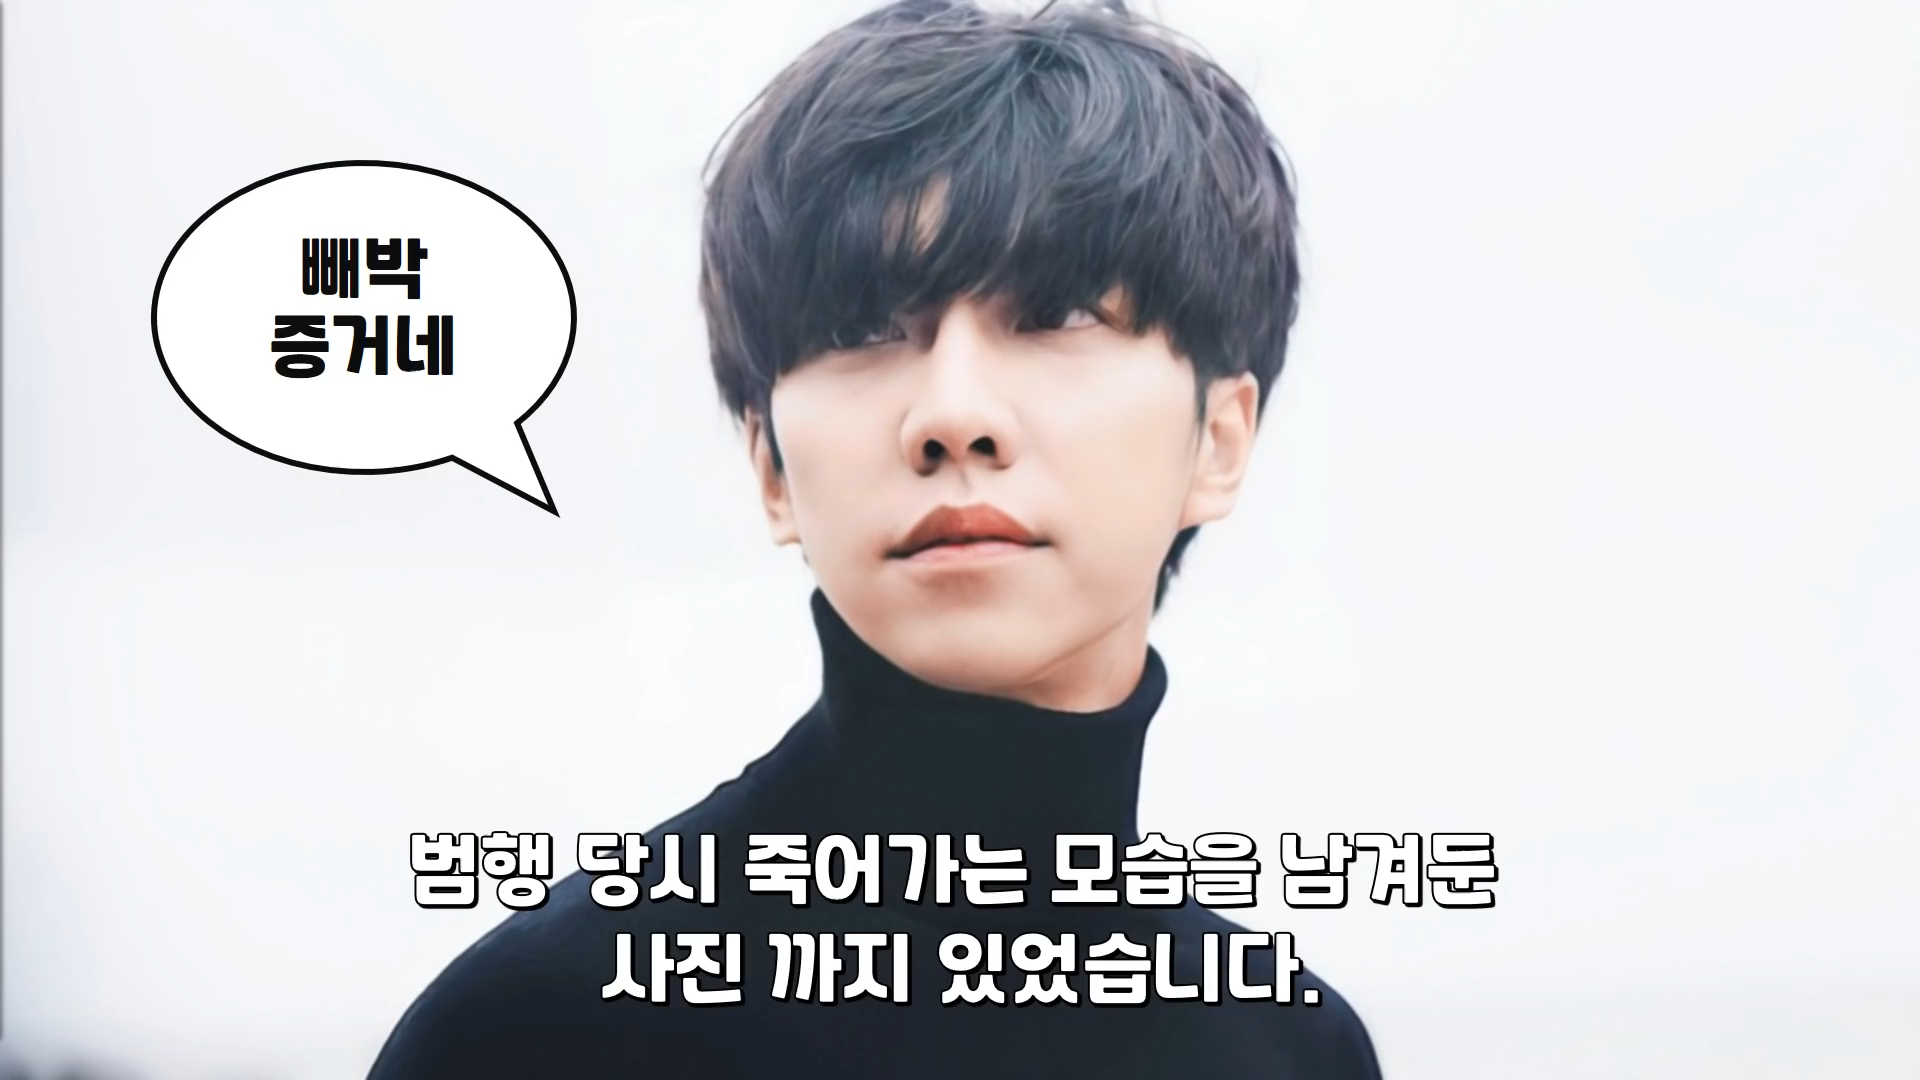 빼박
증거네
범행 당시 죽어가는 모습을 남겨둔
사진 까지 있었습니다.